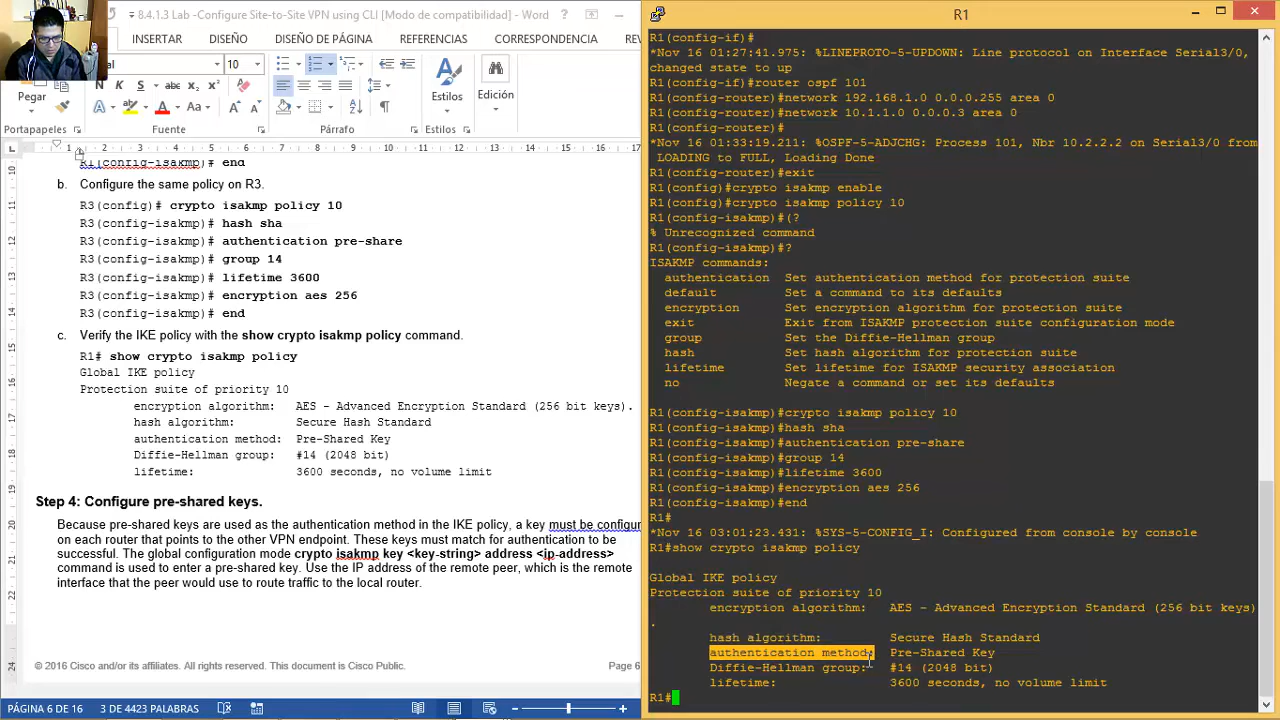 8.4.1.3 Lab -Configure Site-to-Site VPN using CLI [Modo de compatibilidad] - Word
INSERTAR DISEÑO DISEÑO DE PÁGINA REFERENCIAS CORRESPONDENCIA REV
10
Pegar
Estilos
Edición
Portapapeles
Fuente
Párrafo
Estilos
R1(config-isakmp)# end
b. Configure the same policy on R3.
R3(config)# crypto isakmp policy 10
R3(config-isakmp)# hash sha
R3(config-isakmp)# authentication pre-share
R3(config-isakmp)# group 14
R3(config-isakmp)# lifetime 3600
R3(config-isakmp)# encryption aes 256
R3(config-isakmp)# end
c. Verify the IKE policy with the show crypto isakmp policy command.
R1# show crypto isakmp policy
Global IKE policy
Protection suite of priority 10
encryption algorithm: AES - Advanced Encryption Standard (256 bit keys).
hash algorithm: Secure Hash Standard
authentication method: Pre-Shared Key
Diffie-Hellman group: #14 (2048 bit)
lifetime: 3600 seconds, no volume limit
Step 4: Configure pre-shared keys.
Because pre-shared keys are used as the authentication method in the IKE policy, a key must be configur
on each router that points to the other VPN endpoint. These keys must match for authentication to be
successful. The global configuration mode crypto isakmp key <key-string> address <ip-address>
command is used to enter a pre-shared key. Use the IP address of the remote peer, which is the remote
interface that the peer would use to route traffic to the local router.
© 2016 Cisco and/or its affiliates. All rights reserved. This document is Cisco Public. Page 6
PÁGINA 6 DE 16 3 DE 4423 PALABRAS
R1
R1(config-if)#
*Nov 16 01:27:41.975: %LINEPROTO-5-UPDOWN: Line protocol on Interface Serial3/0,
changed state to up
R1(config-if)#router ospf 101
R1(config-router)#network 192.168.1.0 0.0.0.255 area 0
R1(config-router)#network 10.1.1.0 0.0.0.3 area 0
R1(config-router)#
*Nov 16 01:33:19.211: %OSPF-5-ADJCHG: Process 101, Nbr 10.2.2.2 on Serial3/0 from
LOADING to FULL, Loading Done
R1(config-router)#exit
R1(config)#crypto isakmp enable
R1(config)#crypto isakmp policy 10
R1(config-isakmp)#(?
% Unrecognized command
R1(config-isakmp)#?
ISAKMP commands:
authentication Set authentication method for protection suite
default Set a command to its defaults
encryption Set encryption algorithm for protection suite
exit Exit from ISAKMP protection suite configuration mode
group Set the Diffie-Hellman group
hash Set hash algorithm for protection suite
lifetime Set lifetime for ISAKMP security association
no Negate a command or set its defaults
R1(config-isakmp)#crypto isakmp policy 10
R1(config-isakmp)#hash sha
R1(config-isakmp)#authentication pre-share
R1(config-isakmp)#group 14
R1(config-isakmp)#lifetime 3600
R1(config-isakmp)#encryption aes 256
R1(config-isakmp)#end
R1#
*Nov 16 03:01:23.431: %SYS-5-CONFIG_I: Configured from console by console
R1#show crypto isakmp policy
Global IKE policy
Protection suite of priority 10
encryption algorithm: AES - Advanced Encryption Standard (256 bit keys)
.
hash algorithm: Secure Hash Standard
authentication method: Pre-Shared Key
Diffie-Hellman group: #14 (2048 bit)
lifetime: 3600 seconds, no volume limit
R1#